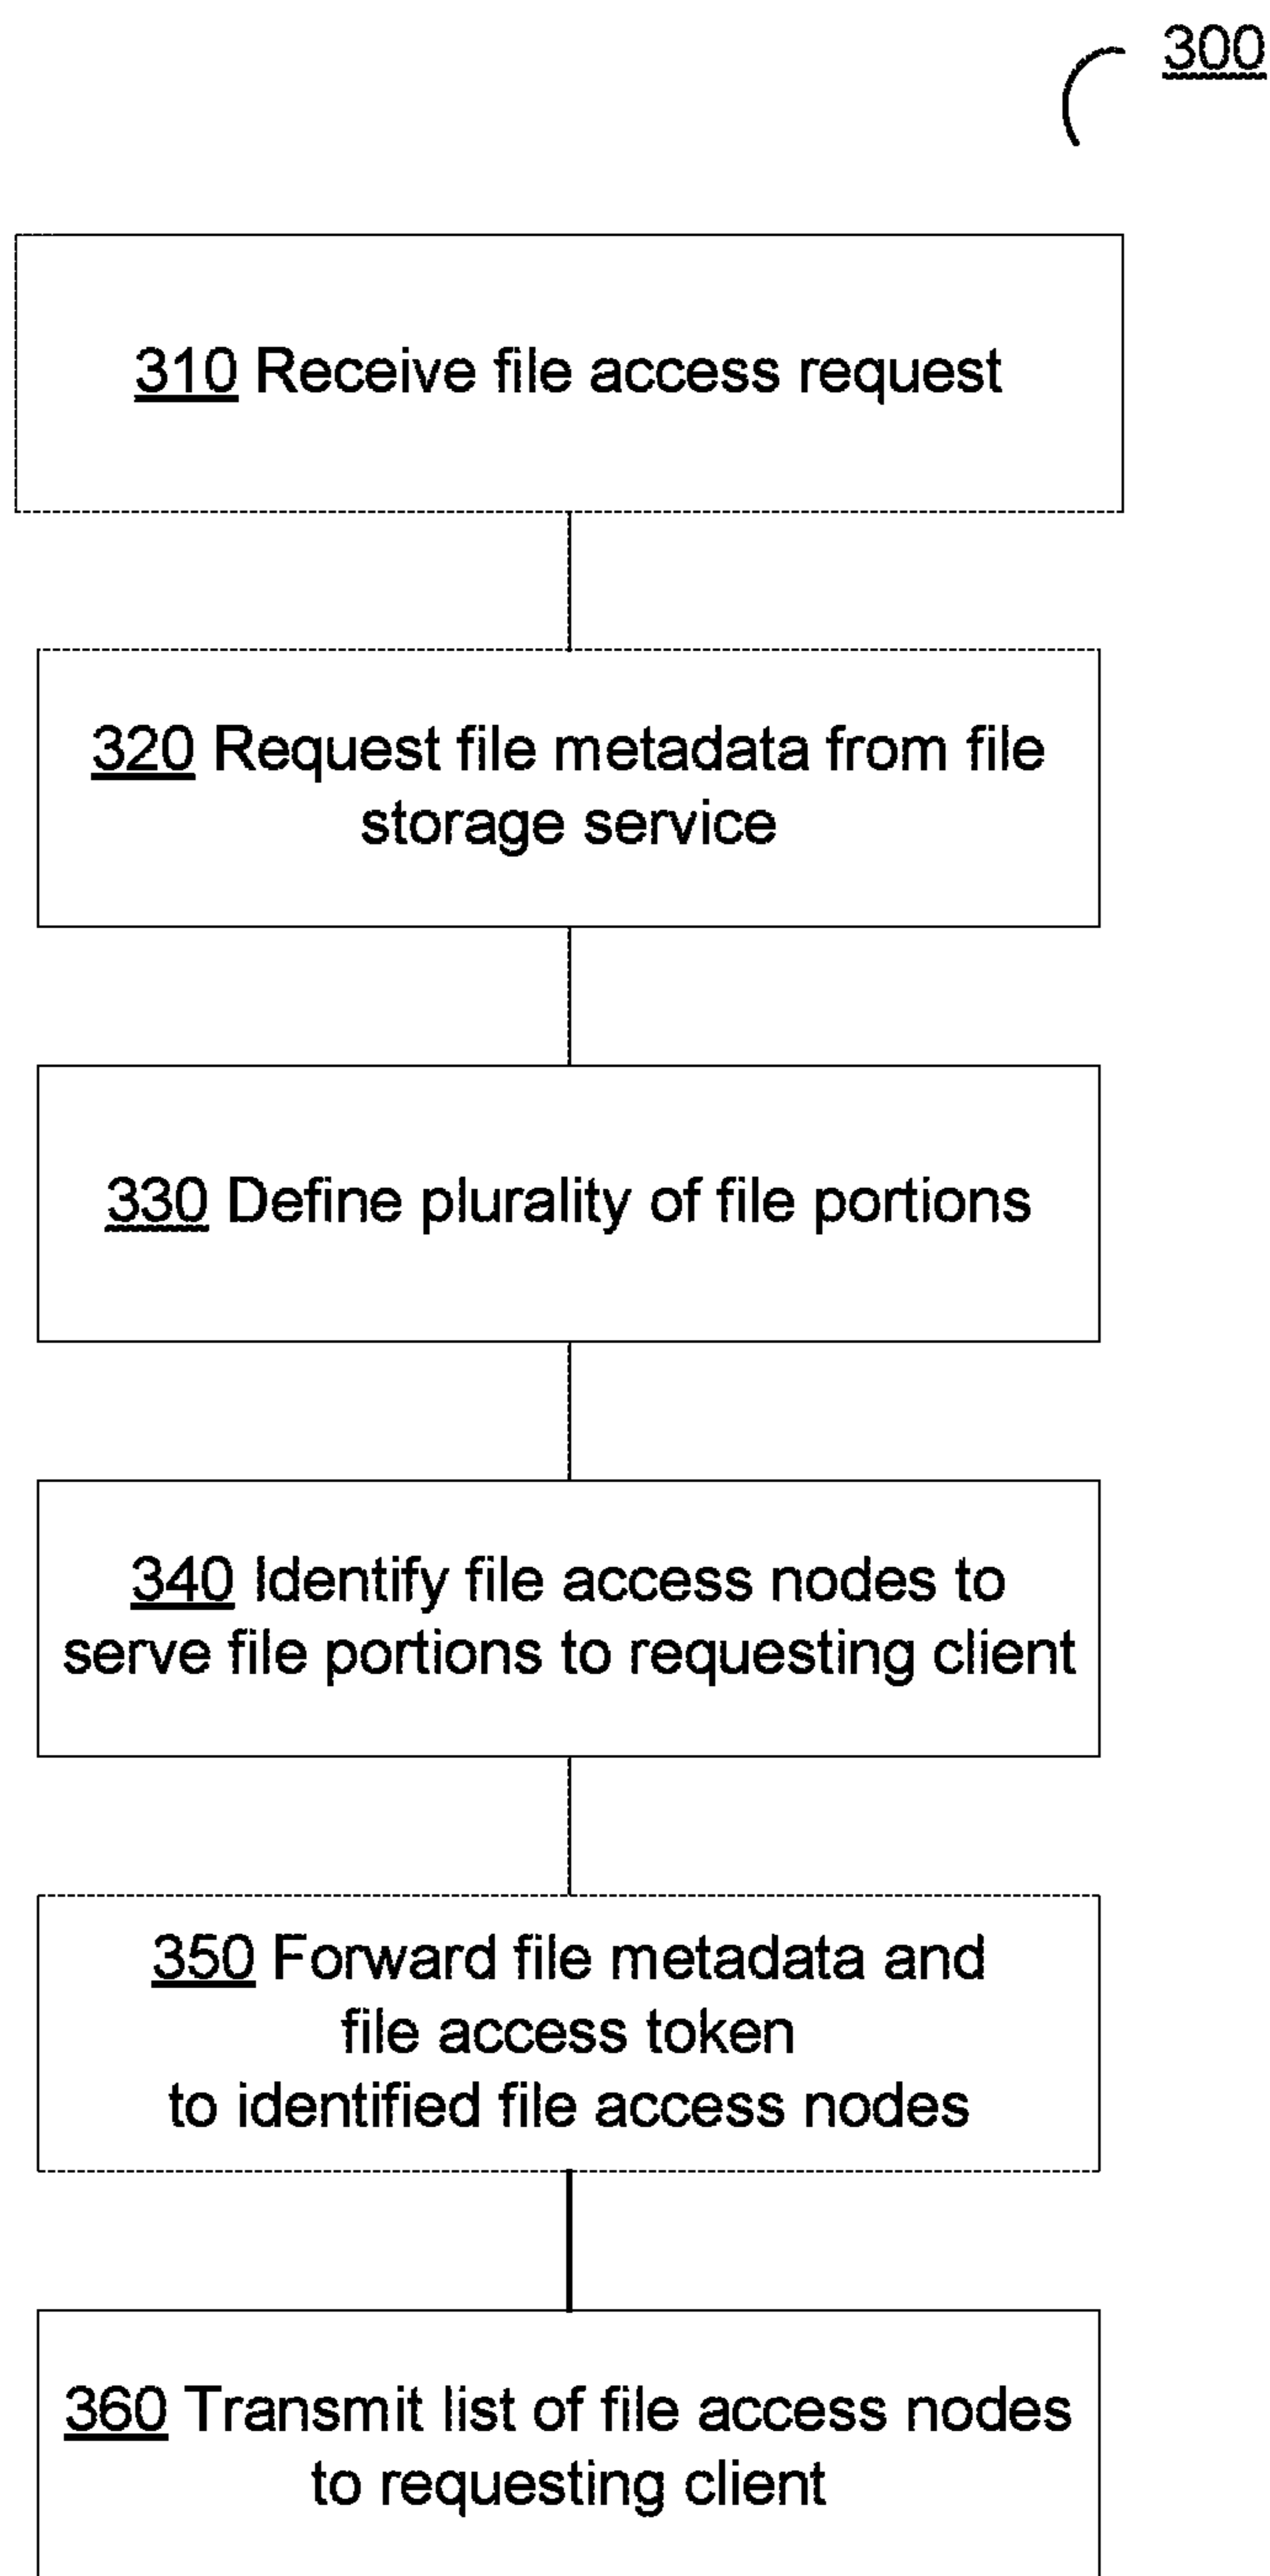 300
310 Receive file access request
320 Request file metadata from file
storage service
330 Define plurality of file portions
340 Identify file access nodes to
serve file portions to requesting client
350 Forward file metadata and
file access token
to identified file access nodes
360 Transmit list of file access nodes
to requesting client